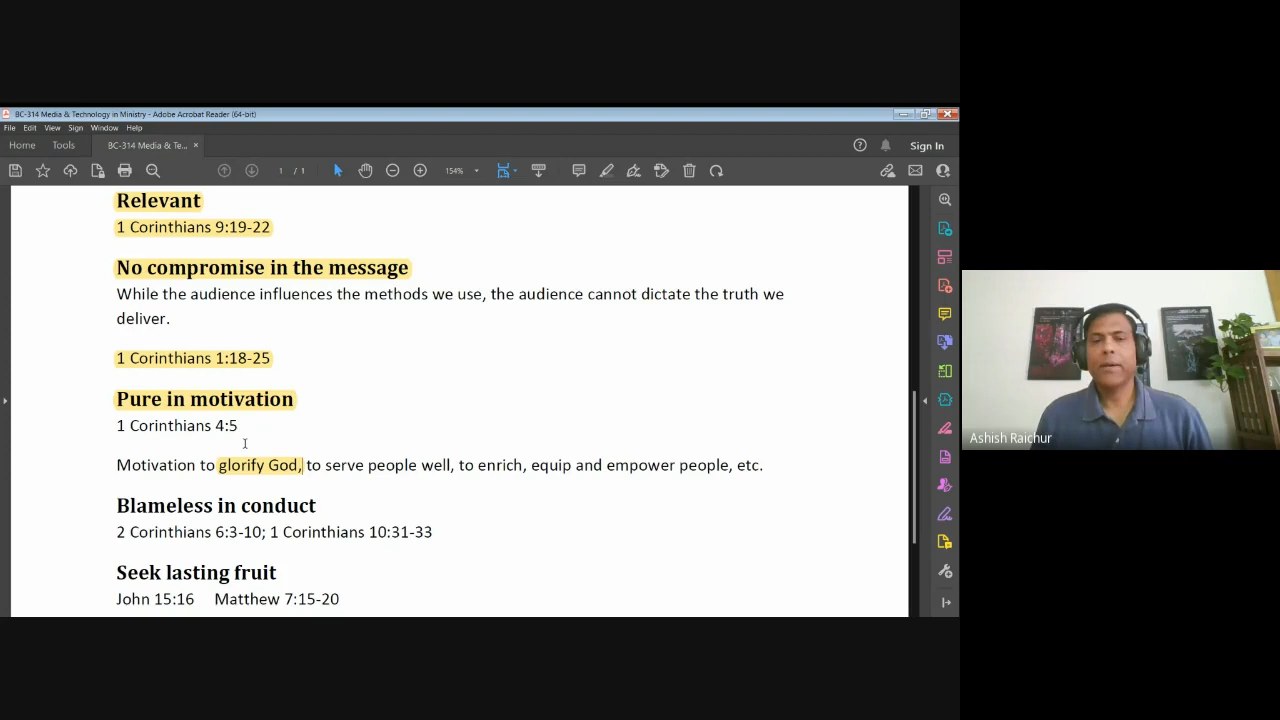 BC-314 Media & Technology in Ministry - Adobe Acrobat Reader (64-bit)
File Edit View Sign Window Help
Home Tools BC-314 Media & Te... × Sign In
1 / 1 154%
Relevant
1 Corinthians 9:19-22
No compromise in the message
While the audience influences the methods we use, the audience cannot dictate the truth we
deliver.
1 Corinthians 1:18-25
Pure in motivation
1 Corinthians 4:5
Motivation to glorify God, to serve people well, to enrich, equip and empower people, etc.
Blameless in conduct
2 Corinthians 6:3-10; 1 Corinthians 10:31-33
Seek lasting fruit
John 15:16 Matthew 7:15-20
Ashish Raichur